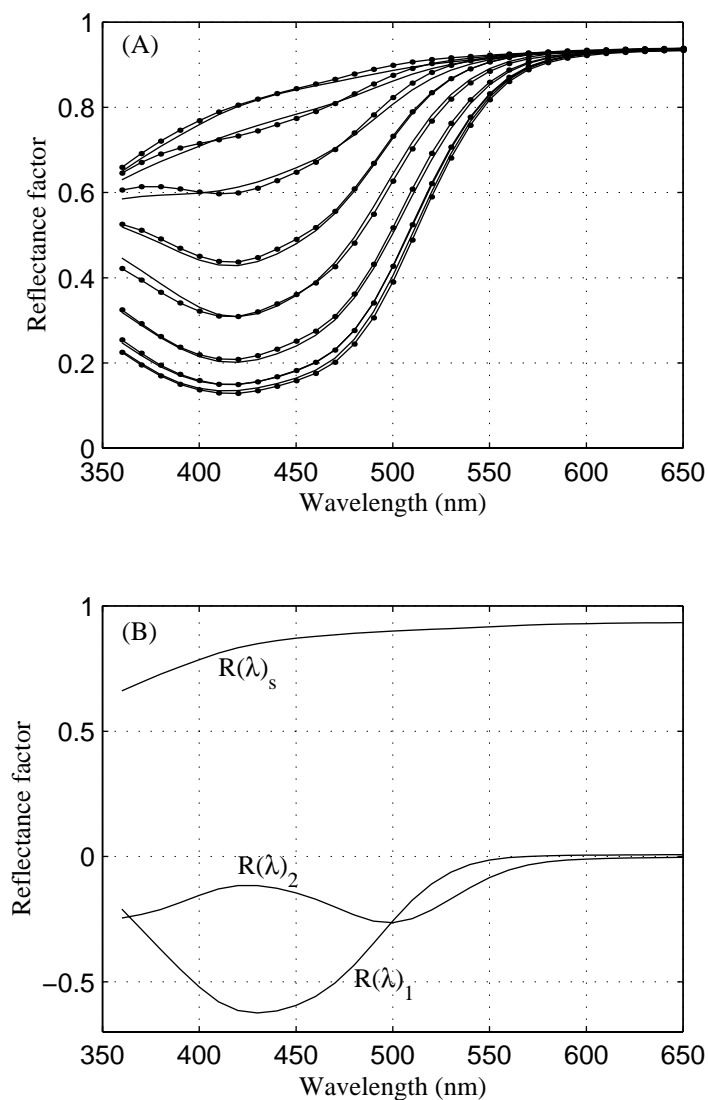 1
(A)
0.8
0.6
0.4
0.2
0
Reflectance factor
350 400 450 500 550 600 650
Wavelength (nm)
1
(B)
R(λ)s
0.5
0
R(λ)2
R(λ)1
−0.5
Reflectance factor
350 400 450 500 550 600 650
Wavelength (nm)